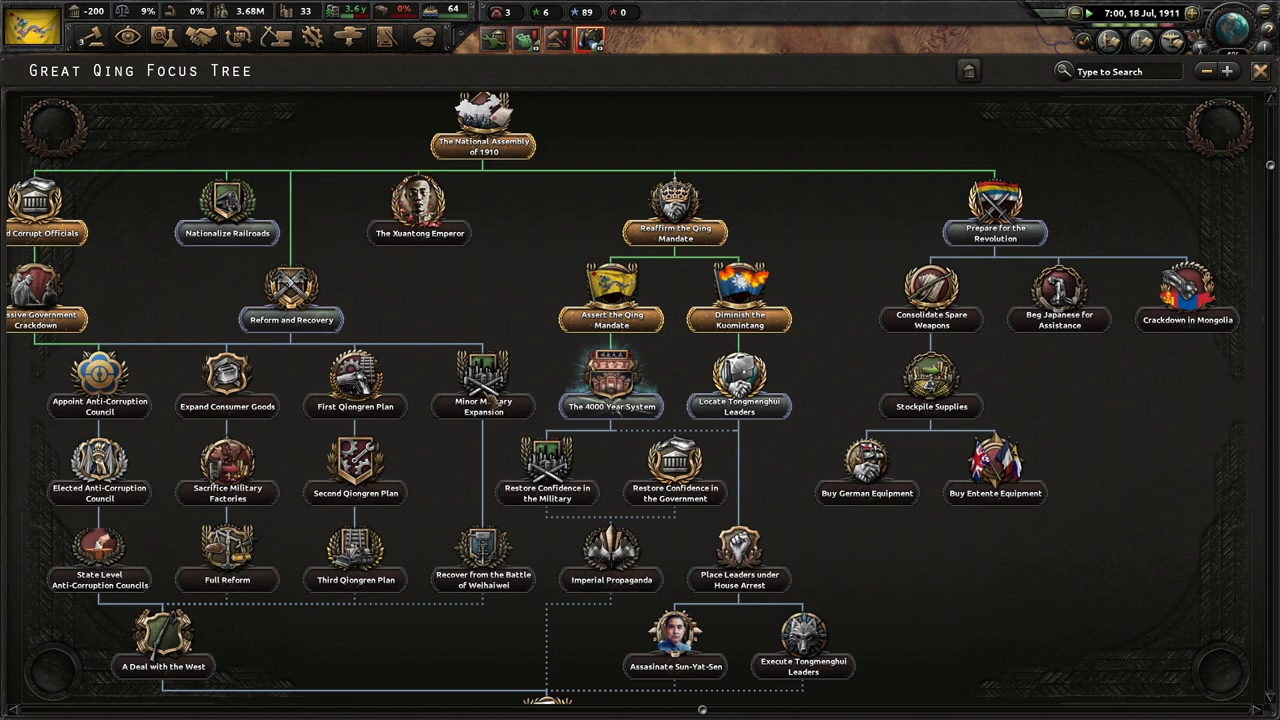 -200
9%
0%
3.68M
33
3.6y
0%
64
3
6
89
0
7:00, 18 Jul, 1911
3
Great Qing Focus Tree
Type to Search
The National Assembly
of 1910
d Corrupt Officials
Nationalize Railroads
The Xuantong Emperor
Reaffirm the Qing
Mandate
Prepare for the
Revolution
ssive Government
Crackdown
Reform and Recovery
Assert the Qing
Mandate
Diminish the
Kuomintang
Consolidate Spare
Weapons
Beg Japanese for
Assistance
Crackdown in Mongolia
Appoint Anti-Corruption
Council
Expand Consumer Goods
First Qiongren Plan
Minor M
Expansion
The 4000 Year System
Locate Tongmenghui
Leaders
Stockpile Supplies
Elected Anti-Corruption
Council
Sacrifice Military
Factories
Second Qiongren Plan
Restore Confidence in
the Military
Restore Confidence in
the Government
Buy German Equipment
Buy Entente Equipment
State Level
Anti-Corruption Councils
Full Reform
Third Qiongren Plan
Recover from the Battle
of Weihaiwei
Imperial Propaganda
Place Leaders under
House Arrest
A Deal with the West
Assasinate Sun-Yat-Sen
Execute Tongmenghui
Leaders